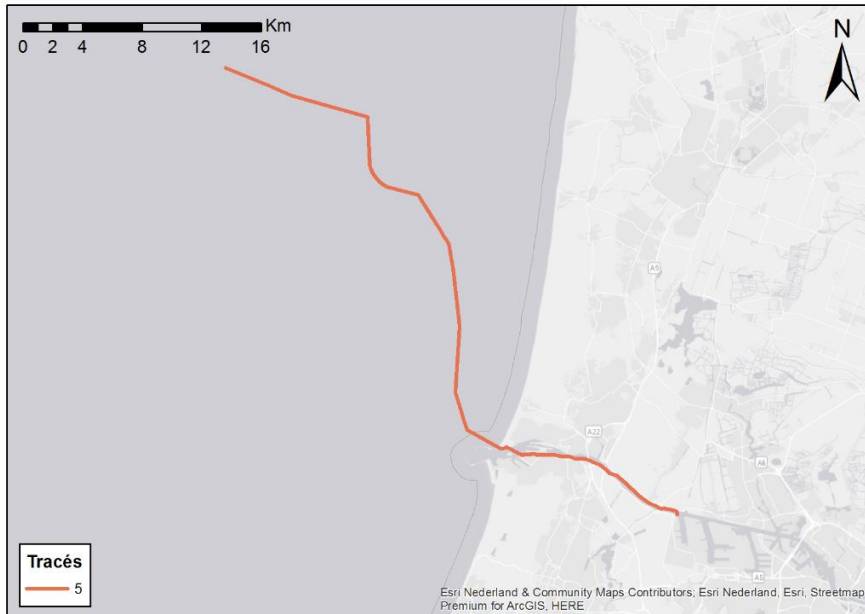 Km
0 2 4 8 12 16
N
A9
A22
A8
A5
Tracés
5
Esri Nederland & Community Maps Contributors; Esri Nederland, Esri, Streetmap
Premium for ArcGIS, HERE